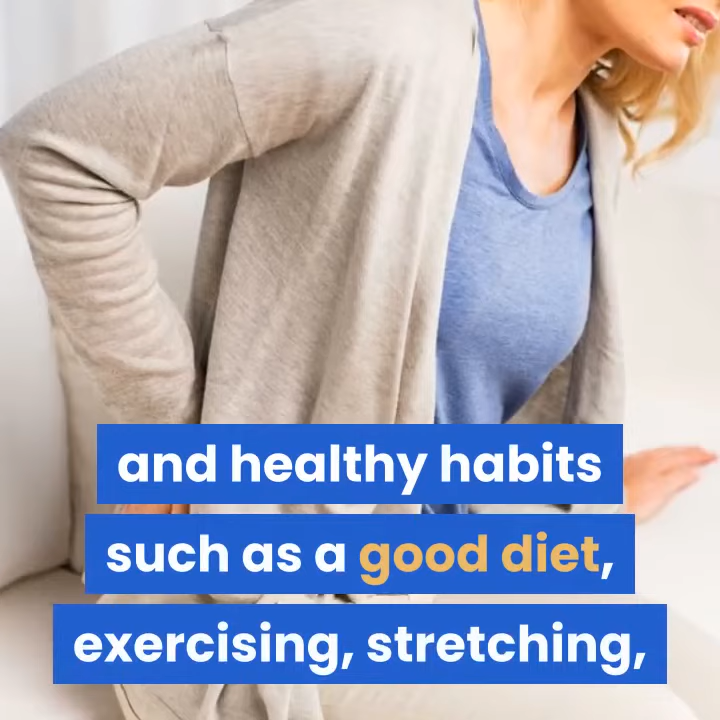 and healthy habits
such as a good diet,
exercising, stretching,